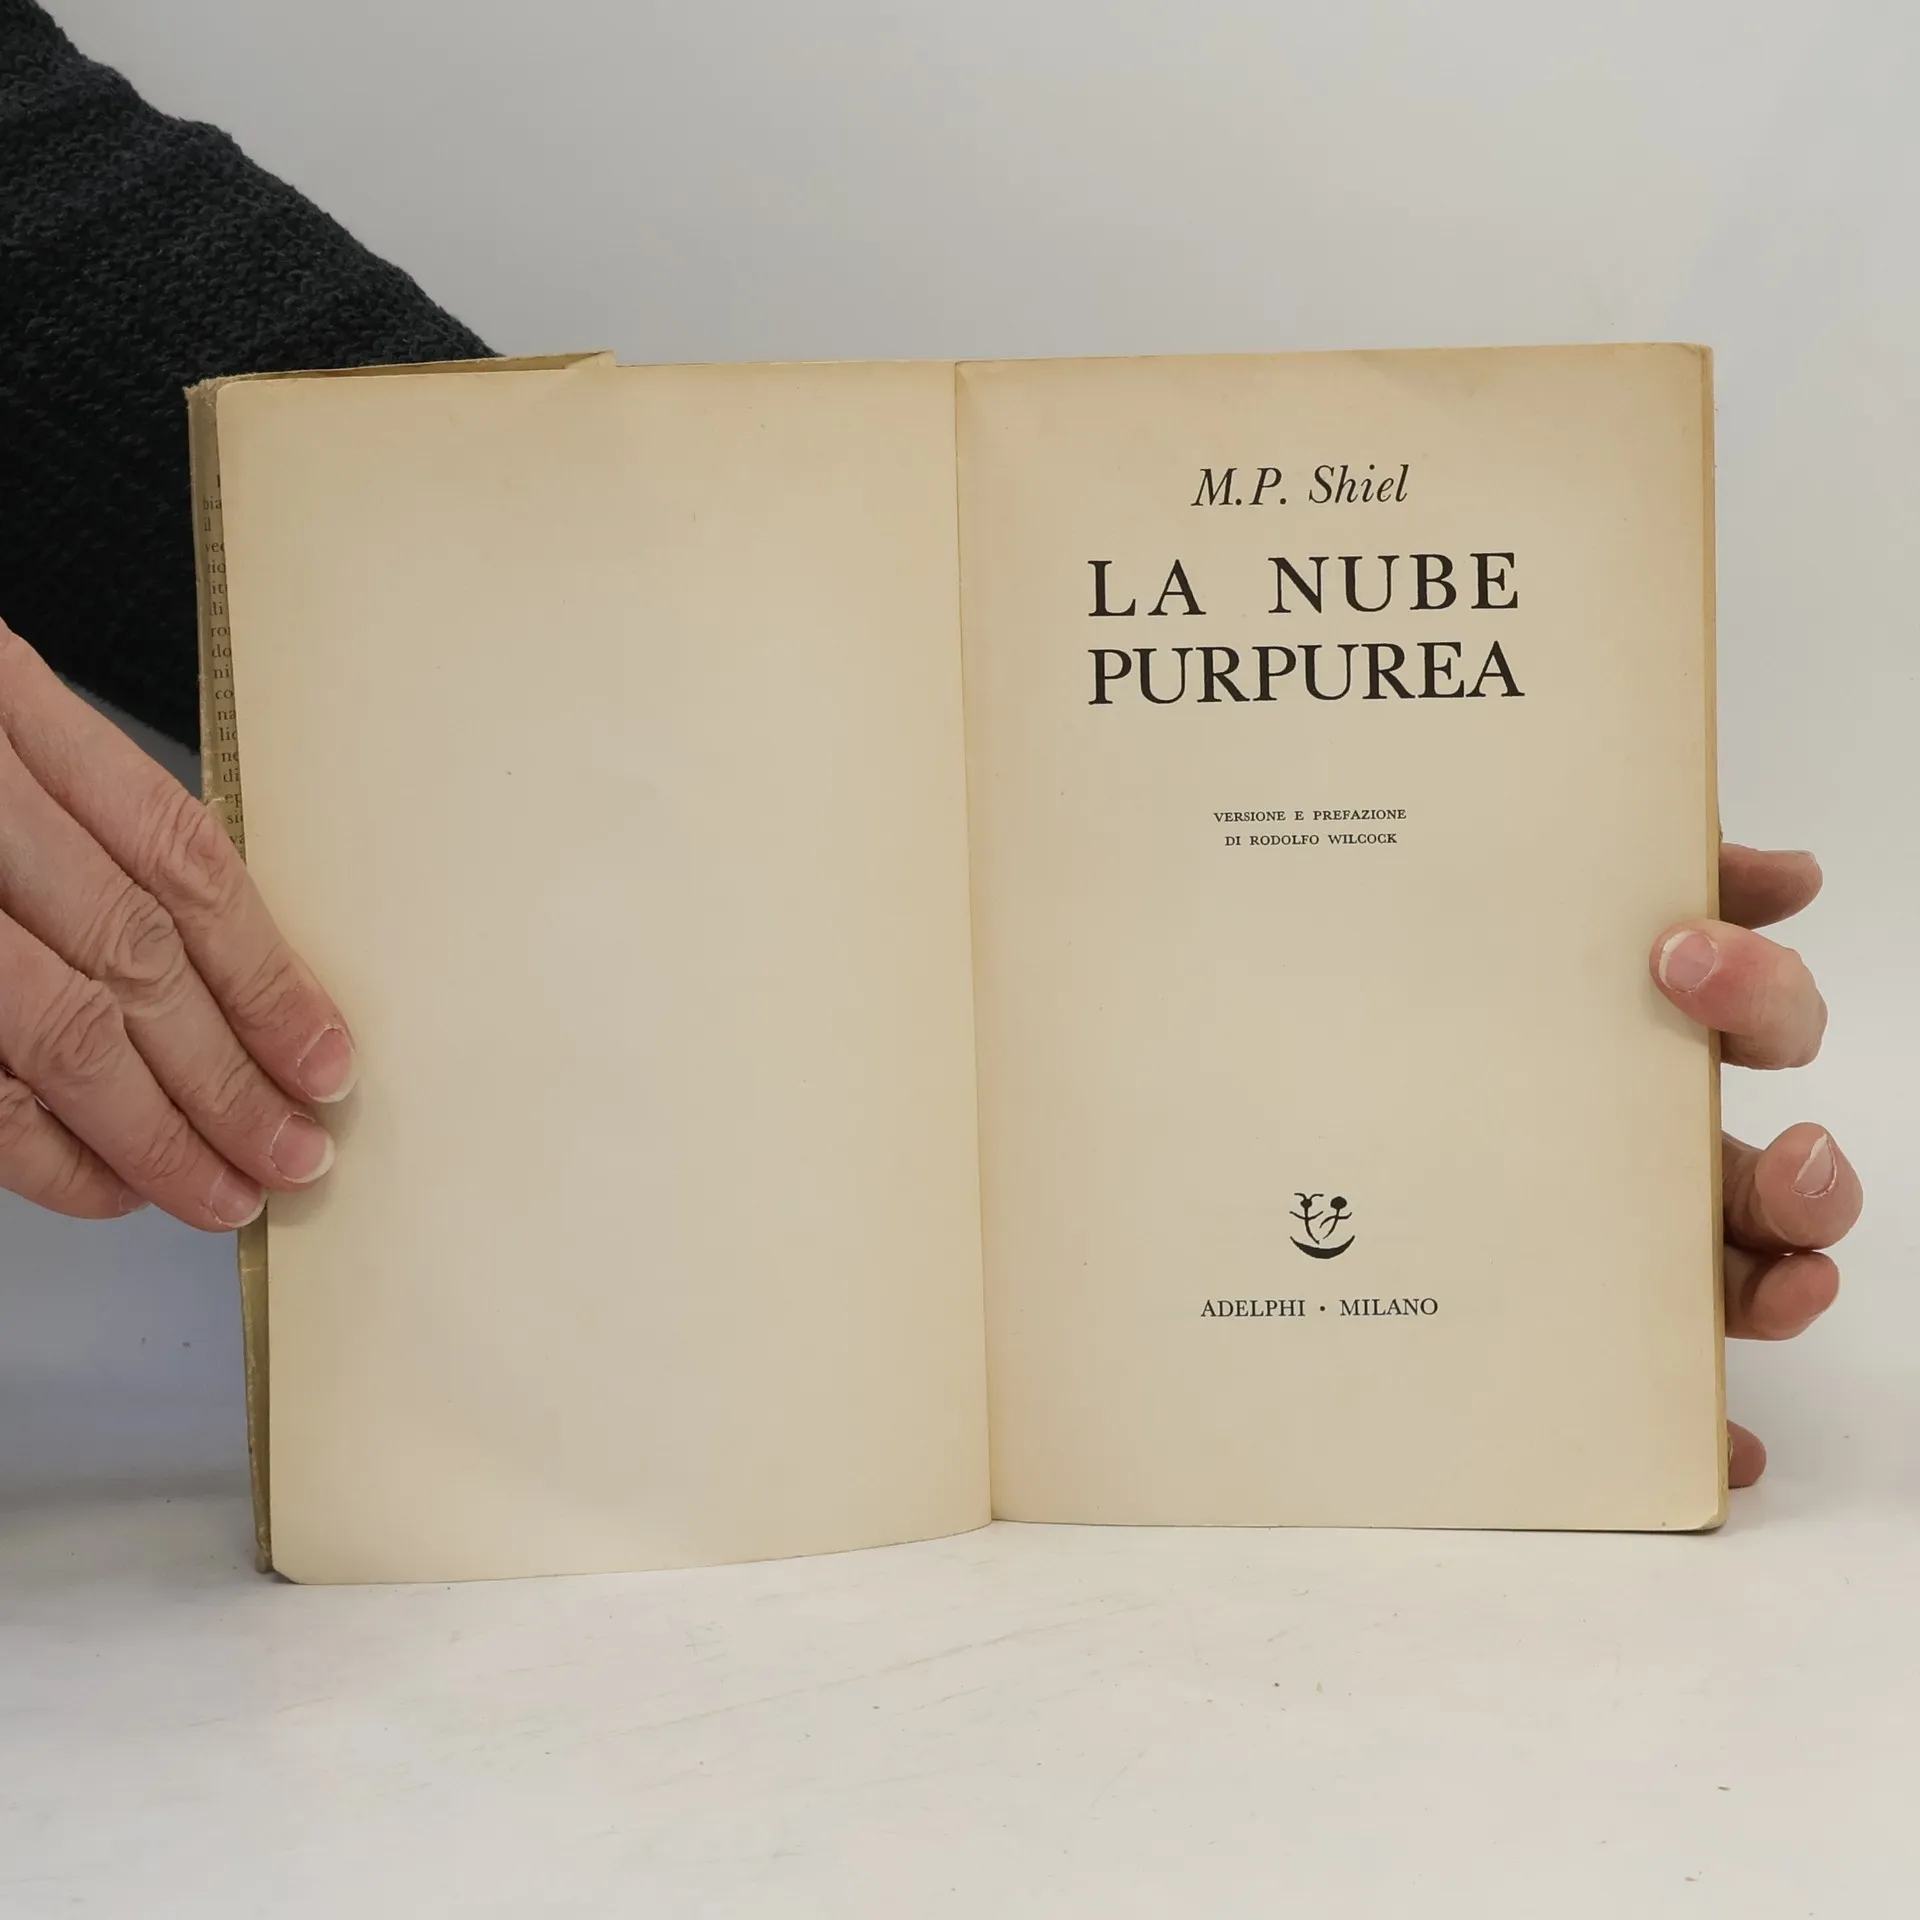 M.P. Shiel
LA NUBE
PURPUREA
VERSIONE E PREFAZIONE
DI RODOLFO WILCOCK
ADELPHI · MILANO